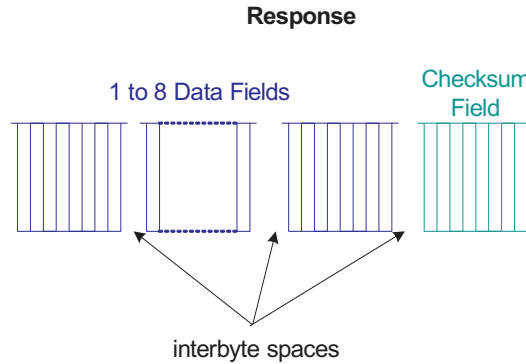 Response
1 to 8 Data Fields
Checksum
Field
interbyte spaces